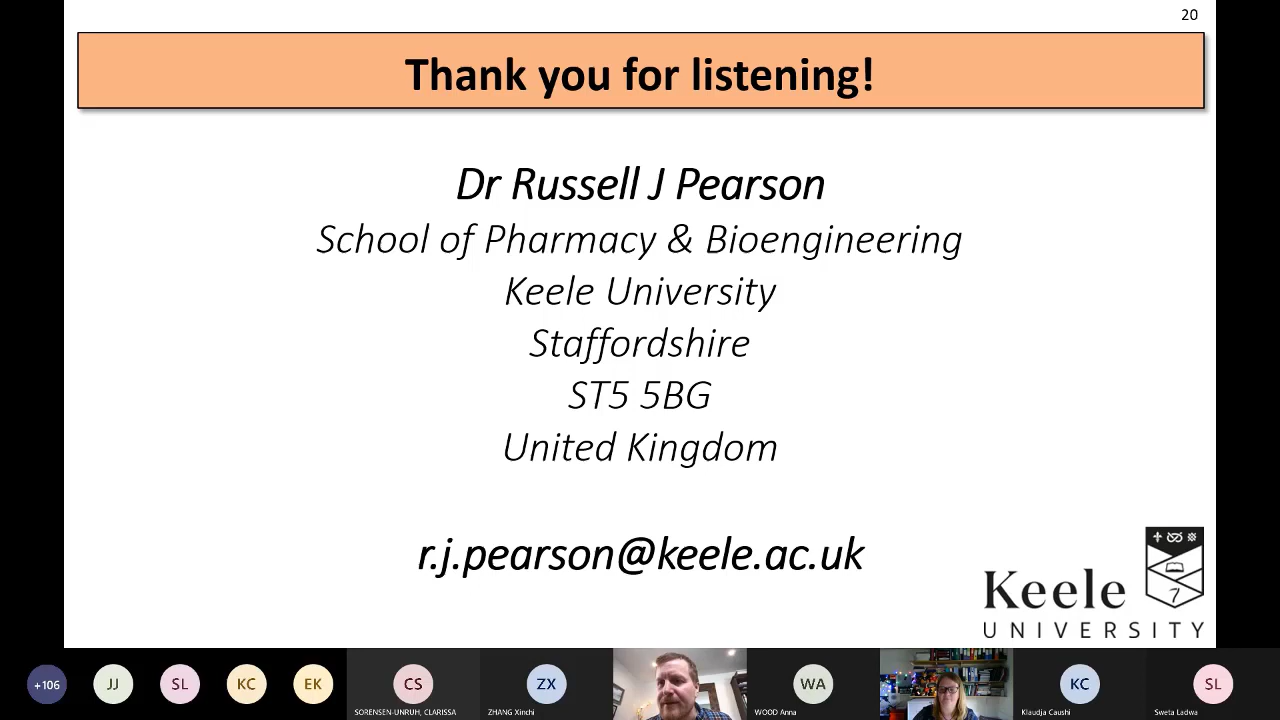 20
Thank you for listening!
Dr Russell J Pearson
School of Pharmacy & Bioengineering
Keele University
Staffordshire
ST5 5BG
United Kingdom
r.j.pearson@keele.ac.uk
Keele
UNIVERSITY
+106
JJ
SL
KC
EK
CS
SORENSEN-UNRUH, CLARISSA
ZX
ZHANG Xinchi
WA
WOOD Anna
KC
Klaudja Caushi
SL
Sweta Ladwa